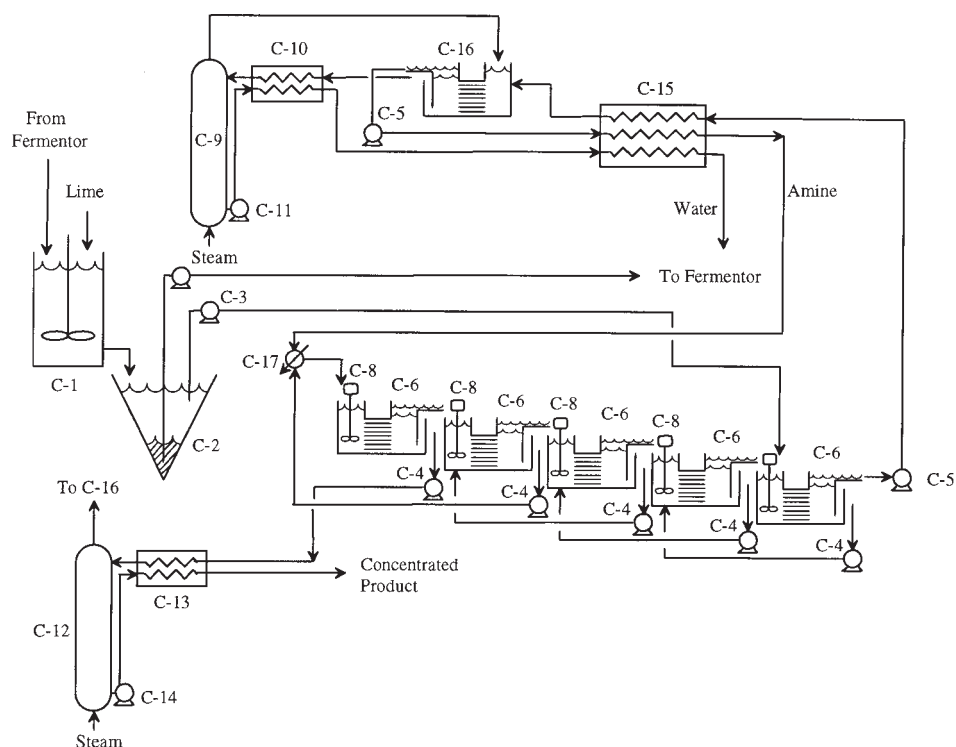 C-10
C-16
C-15
C-5
From
Fermentor
C-9
Lime
Amine
Water
C-11
Steam
To Fermentor
C-3
C-17
C-8
C-1
C-6
C-8
C-6
C-8
C-6
C-8
C-6
C-6
C-2
C-4
C-5
To C-16
C-4
C-4
C-4
C-4
Concentrated
Product
C-13
C-12
C-14
Steam